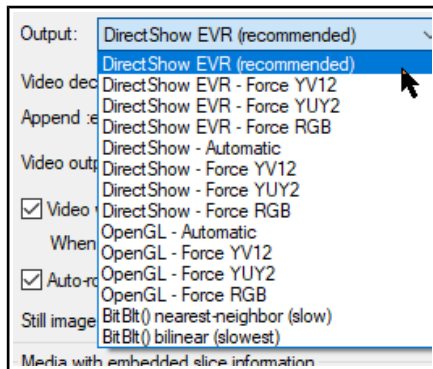 Output: DirectShow EVR (recommended)
DirectShow EVR (recommended)
Video dec
DirectShow EVR - Force YV12
DirectShow EVR - Force YUY2
Append :e
DirectShow EVR - Force RGB
DirectShow - Automatic
Video outp
DirectShow - Force YV12
DirectShow - Force YUY2
Video
DirectShow - Force RGB
OpenGL - Automatic
When
OpenGL - Force YV12
OpenGL - Force YUY2
Auto-ro
OpenGL - Force RGB
Still image
BitBlt() nearest-neighbor (slow)
BitBlt() bilinear (slowest)
Media with embedded slice information